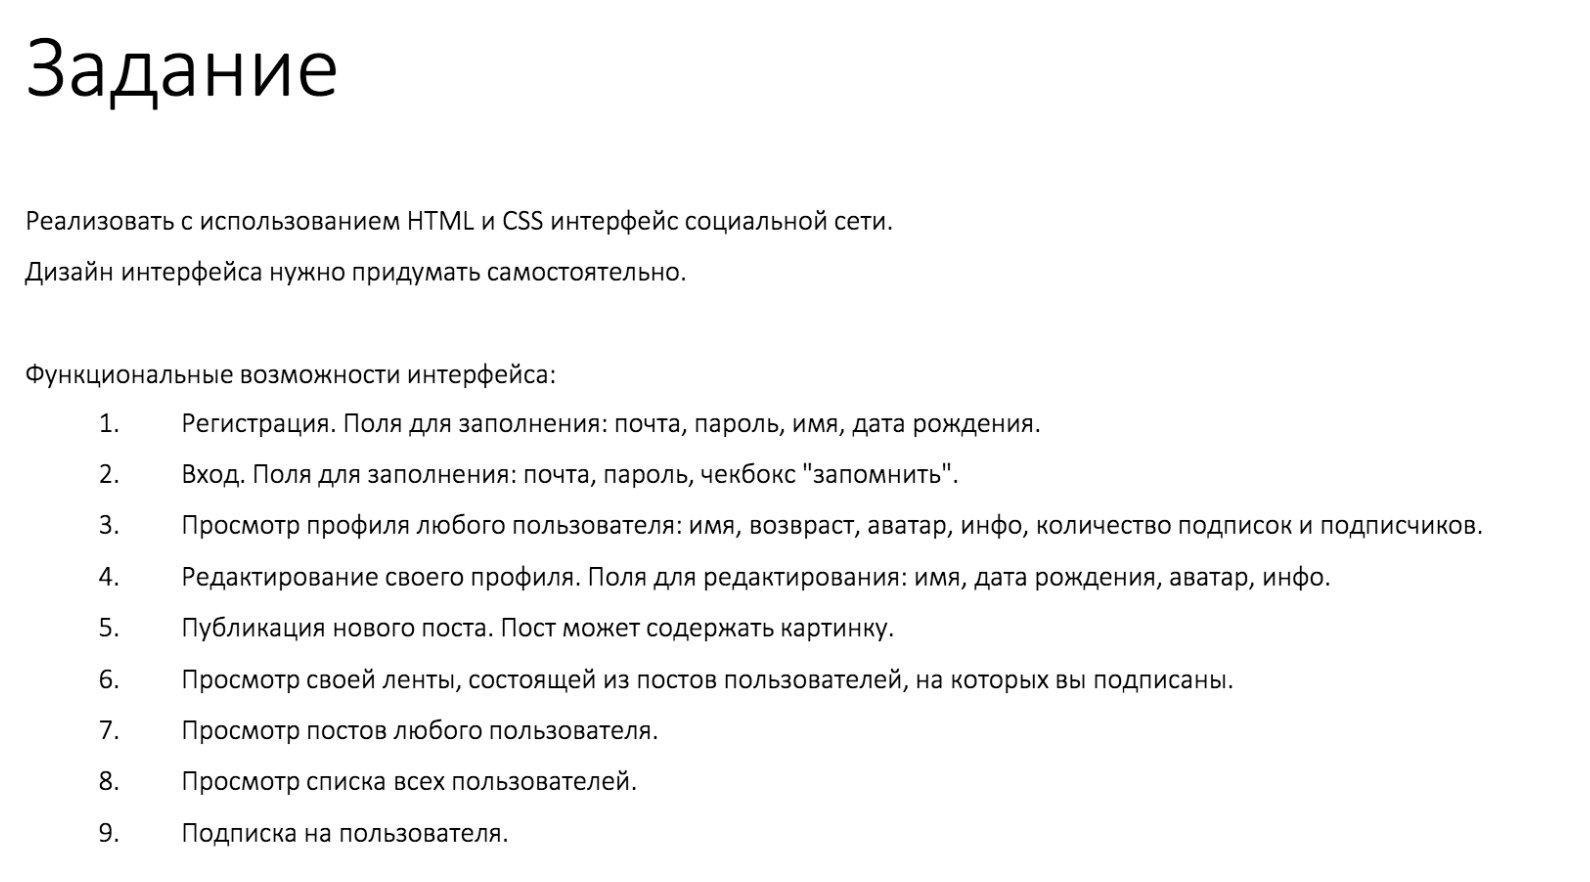 Задание
Реализовать с использованием HTML и CSS интерфейс социальной сети.
Дизайн интерфейса нужно придумать самостоятельно.
Функциональные возможности интерфейса:
1. Регистрация. Поля для заполнения: почта, пароль, имя, дата рождения.
2. Вход. Поля для заполнения: почта, пароль, чекбокс "запомнить".
3. Просмотр профиля любого пользователя: имя, возвраст, аватар, инфо, количество подписок и подписчиков.
4. Редактирование своего профиля. Поля для редактирования: имя, дата рождения, аватар, инфо.
5. Публикация нового поста. Пост может содержать картинку.
6. Просмотр своей ленты, состоящей из постов пользователей, на которых вы подписаны.
7. Просмотр постов любого пользователя.
8. Просмотр списка всех пользователей.
9. Подписка на пользователя.